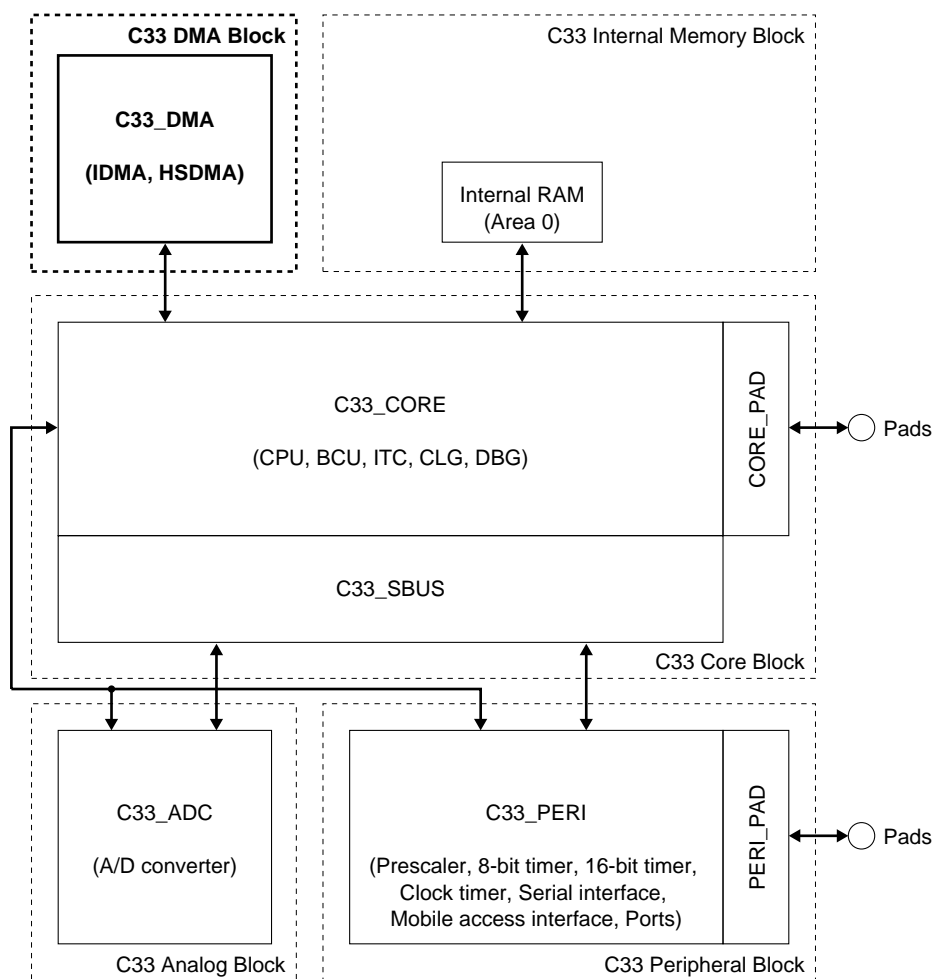 C33 DMA Block
C33_DMA
(IDMA, HSDMA)
C33 Internal Memory Block
Internal RAM
(Area 0)
C33_CORE
(CPU, BCU, ITC, CLG, DBG)
CORE_PAD
Pads
C33_SBUS
C33 Core Block
C33_ADC
(A/D converter)
C33 Analog Block
C33_PERI
(Prescaler, 8-bit timer, 16-bit timer,
Clock timer, Serial interface,
Mobile access interface, Ports)
PERI_PAD
Pads
C33 Peripheral Block